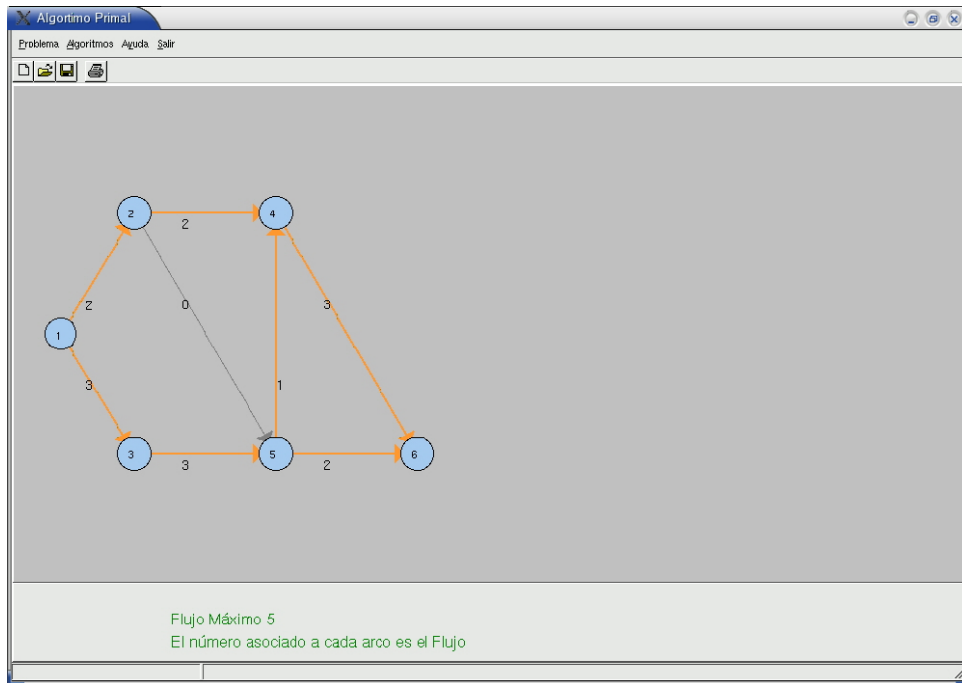 Algortimo Primal
Problema Algoritmos Ayuda Salir
2 4
2
2 0 3
1
3 1
3 5 6
3 2
Flujo Máximo 5
El número asociado a cada arco es el Flujo